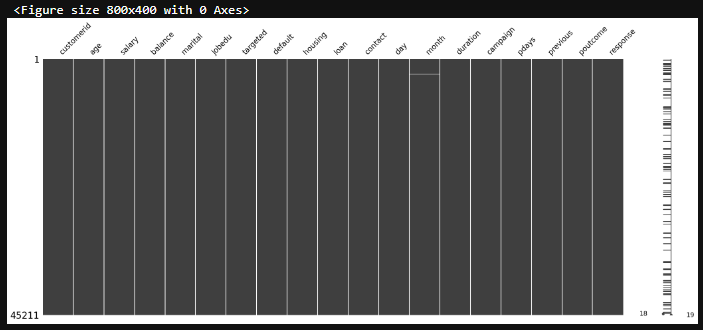 <Figure size 800x400 with 0 Axes>
customerid age salary balance marital jobedu targeted default housing loan contact day month duration campaign pdays previous poutcome response
1
45211
18 19